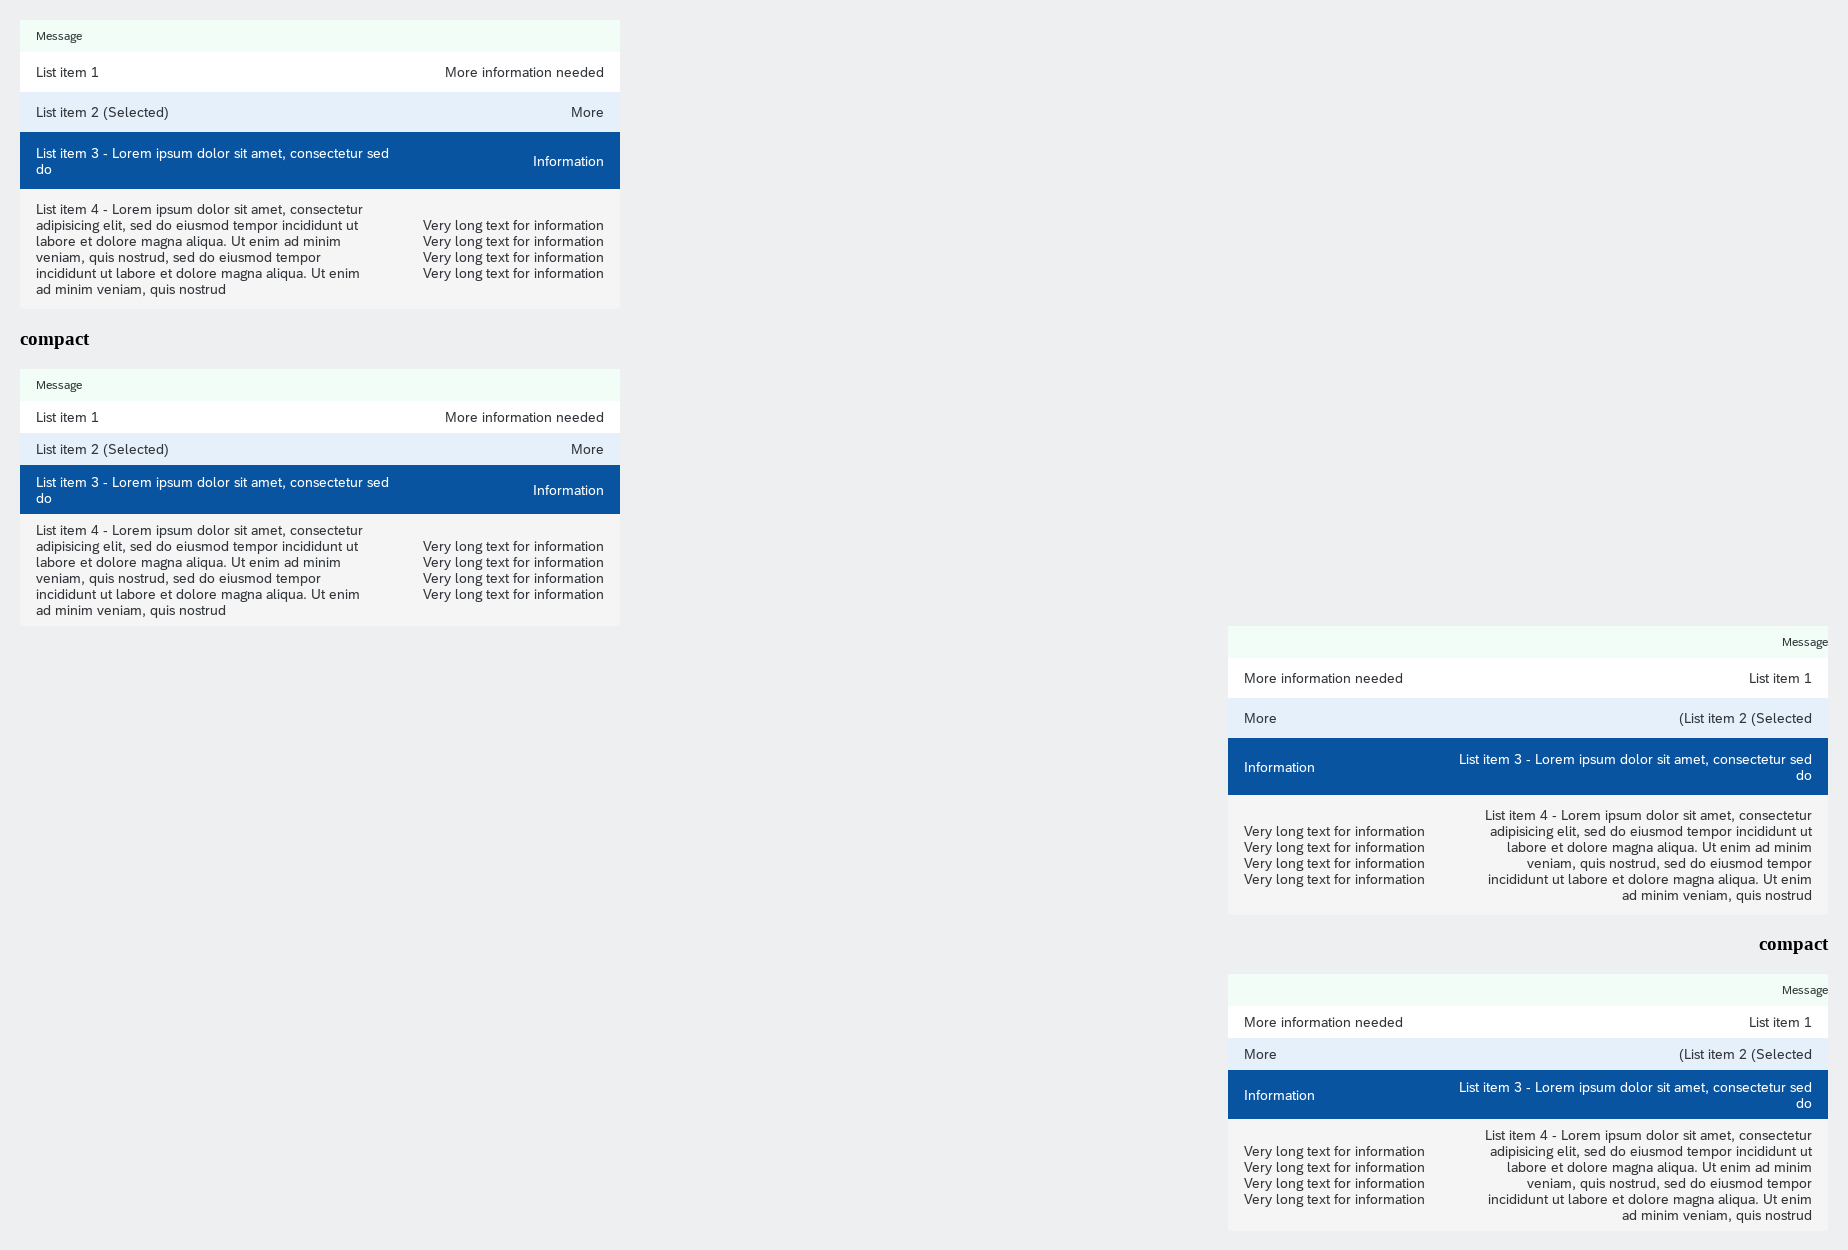 Message
List item 1
More information needed
List item 2 (Selected)
More
List item 3 - Lorem ipsum dolor sit amet, consectetur sed
do
Information
List item 4 - Lorem ipsum dolor sit amet, consectetur
adipisicing elit, sed do eiusmod tempor incididunt ut
labore et dolore magna aliqua. Ut enim ad minim
veniam, quis nostrud, sed do eiusmod tempor
incididunt ut labore et dolore magna aliqua. Ut enim
ad minim veniam, quis nostrud
Very long text for information
Very long text for information
Very long text for information
Very long text for information
compact
Message
List item 1
More information needed
List item 2 (Selected)
More
List item 3 - Lorem ipsum dolor sit amet, consectetur sed
do
Information
List item 4 - Lorem ipsum dolor sit amet, consectetur
adipisicing elit, sed do eiusmod tempor incididunt ut
labore et dolore magna aliqua. Ut enim ad minim
veniam, quis nostrud, sed do eiusmod tempor
incididunt ut labore et dolore magna aliqua. Ut enim
ad minim veniam, quis nostrud
Very long text for information
Very long text for information
Very long text for information
Very long text for information
Message
More information needed
List item 1
More
(List item 2 (Selected
Information
List item 3 - Lorem ipsum dolor sit amet, consectetur sed
do
Very long text for information
Very long text for information
Very long text for information
Very long text for information
List item 4 - Lorem ipsum dolor sit amet, consectetur
adipisicing elit, sed do eiusmod tempor incididunt ut
labore et dolore magna aliqua. Ut enim ad minim
veniam, quis nostrud, sed do eiusmod tempor
incididunt ut labore et dolore magna aliqua. Ut enim
ad minim veniam, quis nostrud
compact
Message
More information needed
List item 1
More
(List item 2 (Selected
Information
List item 3 - Lorem ipsum dolor sit amet, consectetur sed
do
Very long text for information
Very long text for information
Very long text for information
Very long text for information
List item 4 - Lorem ipsum dolor sit amet, consectetur
adipisicing elit, sed do eiusmod tempor incididunt ut
labore et dolore magna aliqua. Ut enim ad minim
veniam, quis nostrud, sed do eiusmod tempor
incididunt ut labore et dolore magna aliqua. Ut enim
ad minim veniam, quis nostrud